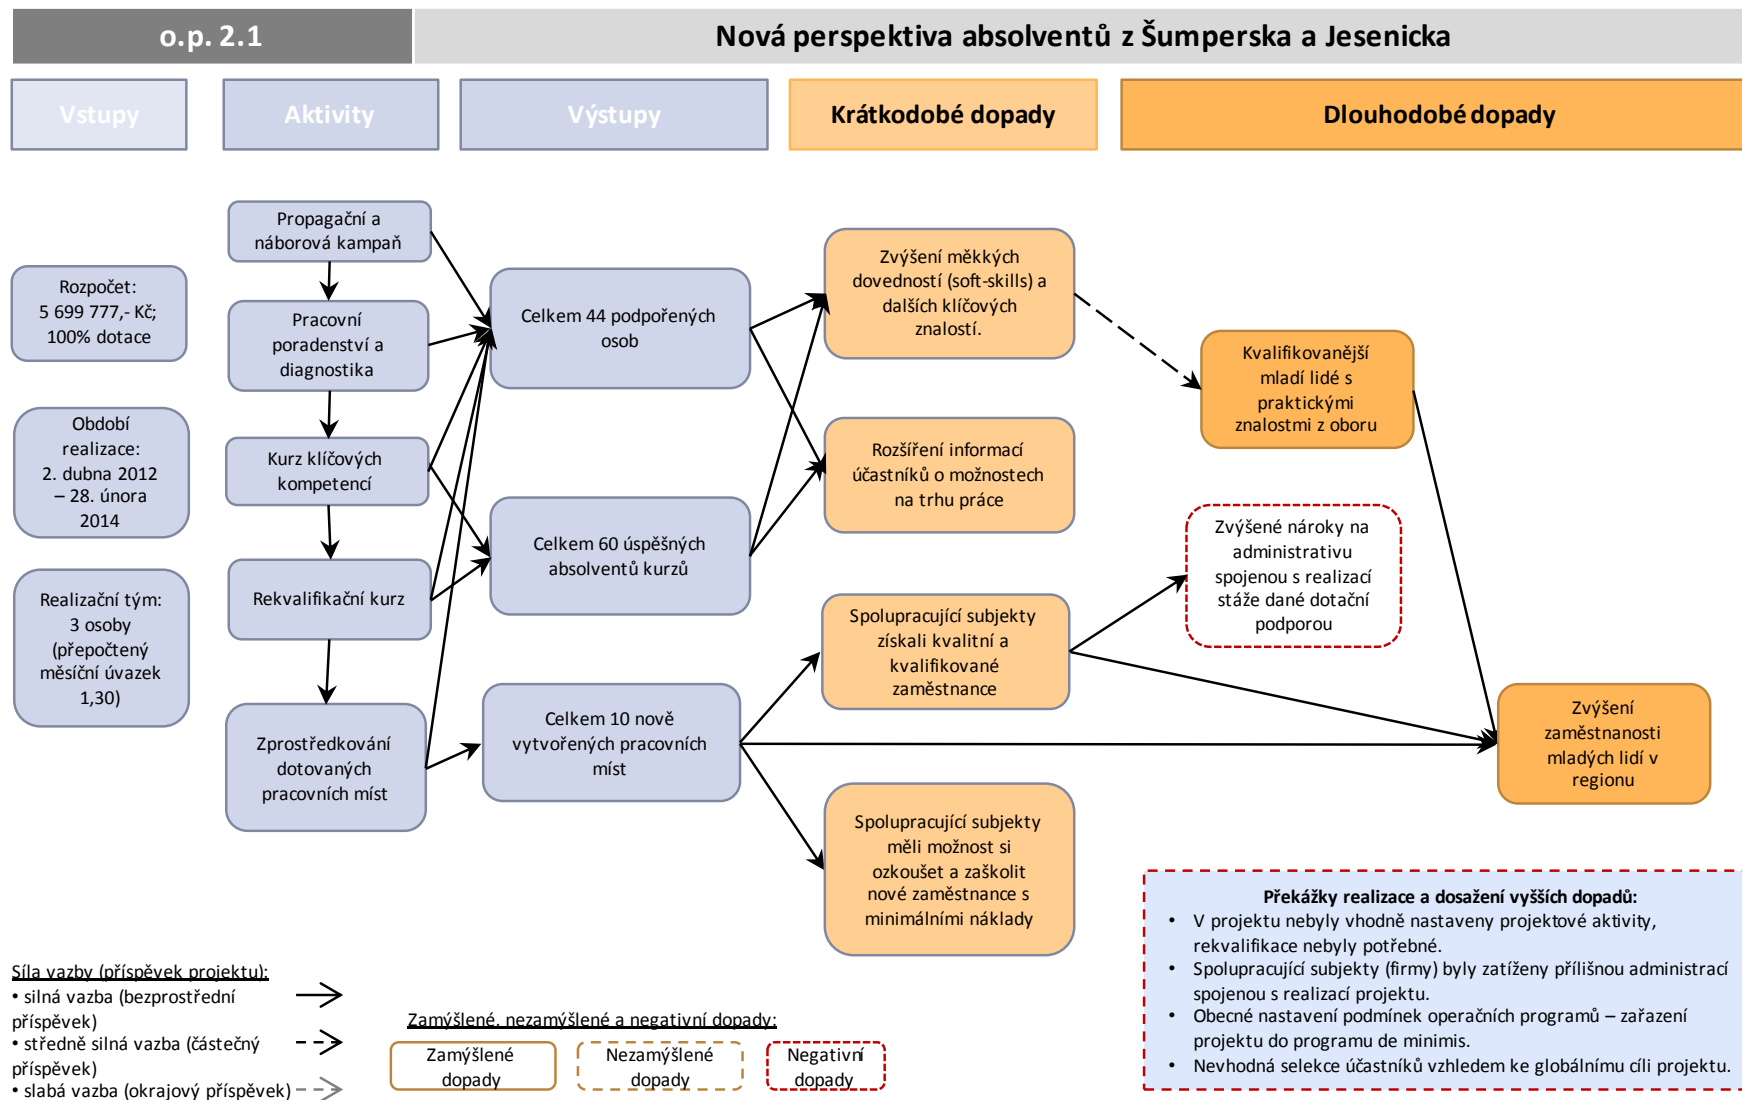 o.p. 2.1
Nová perspektiva absolventů z Šumperska a Jesenicka
Vstupy
Aktivity
Výstupy
Krátkodobé dopady
Dlouhodobé dopady
Rozpočet:
5 699 777,- Kč;
100% dotace
Období
realizace:
2. dubna 2012
– 28. února
2014
Realizační tým:
3 osoby
(přepočtený
měsíční úvazek
1,30)
Propagační a
náborová kampaň
Pracovní
poradenství a
diagnostika
Kurz klíčových
kompetencí
Rekvalifikační kurz
Zprostředkování
dotovaných
pracovních míst
Celkem 44 podpořených
osob
Celkem 60 úspěšných
absolventů kurzů
Celkem 10 nově
vytvořených pracovních
míst
Zvýšení měkkých
dovedností (soft-skills) a
dalších klíčových
znalostí.
Rozšíření informací
účastníků o možnostech
na trhu práce
Spolupracující subjekty
získali kvalitní a
kvalifikované
zaměstnance
Spolupracující subjekty
měli možnost si
ozkoušet a zaškolit
nové zaměstnance s
minimálními náklady
Kvalifikovanější
mladí lidé s
praktickými
znalostmi z oboru
Zvýšené nároky na
administrativu
spojenou s realizací
stáže dané dotační
podporou
Zvýšení
zaměstnanosti
mladých lidí v
regionu
Síla vazby (příspěvek projektu):
• silná vazba (bezprostřední
příspěvek)
• středně silná vazba (částečný
příspěvek)
• slabá vazba (okrajový příspěvek)
Zamýšlené, nezamýšlené a negativní dopady:
Zamýšlené
dopady
Nezamýšlené
dopady
Negativní
dopady
Překážky realizace a dosažení vyšších dopadů:
• V projektu nebyly vhodně nastaveny projektové aktivity,
rekvalifikace nebyly potřebné.
• Spolupracující subjekty (firmy) byly zatíženy přílišnou administrací
spojenou s realizací projektu.
• Obecné nastavení podmínek operačních programů – zařazení
projektu do programu de minimis.
• Nevhodná selekce účastníků vzhledem ke globálnímu cíli projektu.